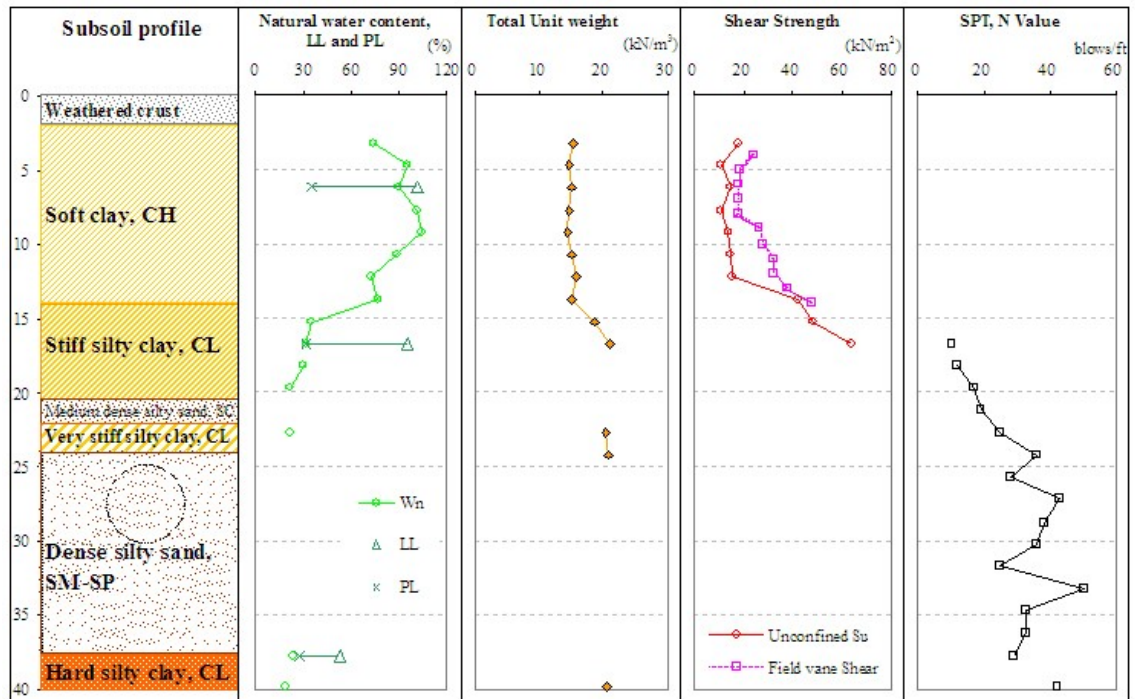 Subsoil profile
Natural water content,
LL and PL
(%)
0 30 60 90 120
Total Unit weight
(kN/m³)
0 10 20 30
Shear Strength
(kN/m²)
0 20 40 60 80
SPT, N Value
blows/ft
0 20 40 60
0
Weathered crust
5
Soft clay, CH
10
15
Stiff silty clay, CL
20
Medium dense silty sand, SC
Very stiff silty clay, CL
25
30
Dense silty sand,
SM-SP
35
Hard silty clay, CL
40
Wn
LL
PL
Unconfined Su
Field vane Shear